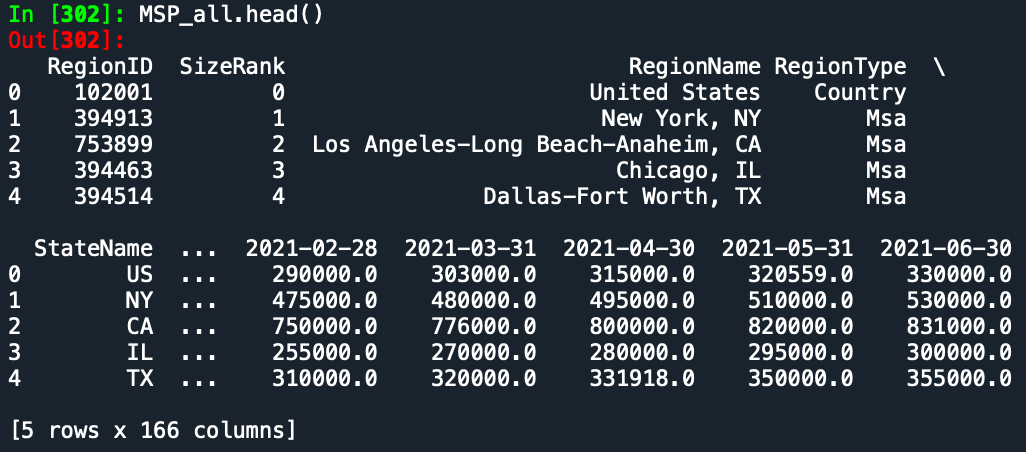 In [302]: MSP_all.head()
Out[302]:
   RegionID  SizeRank                          RegionName RegionType  \
0    102001         0                       United States    Country
1    394913         1                        New York, NY        Msa
2    753899         2  Los Angeles-Long Beach-Anaheim, CA        Msa
3    394463         3                         Chicago, IL        Msa
4    394514         4               Dallas-Fort Worth, TX        Msa
  StateName  ...  2021-02-28  2021-03-31  2021-04-30  2021-05-31  2021-06-30
0        US  ...    290000.0    303000.0    315000.0    320559.0    330000.0
1        NY  ...    475000.0    480000.0    495000.0    510000.0    530000.0
2        CA  ...    750000.0    776000.0    800000.0    820000.0    831000.0
3        IL  ...    255000.0    270000.0    280000.0    295000.0    300000.0
4        TX  ...    310000.0    320000.0    331918.0    350000.0    355000.0
[5 rows x 166 columns]